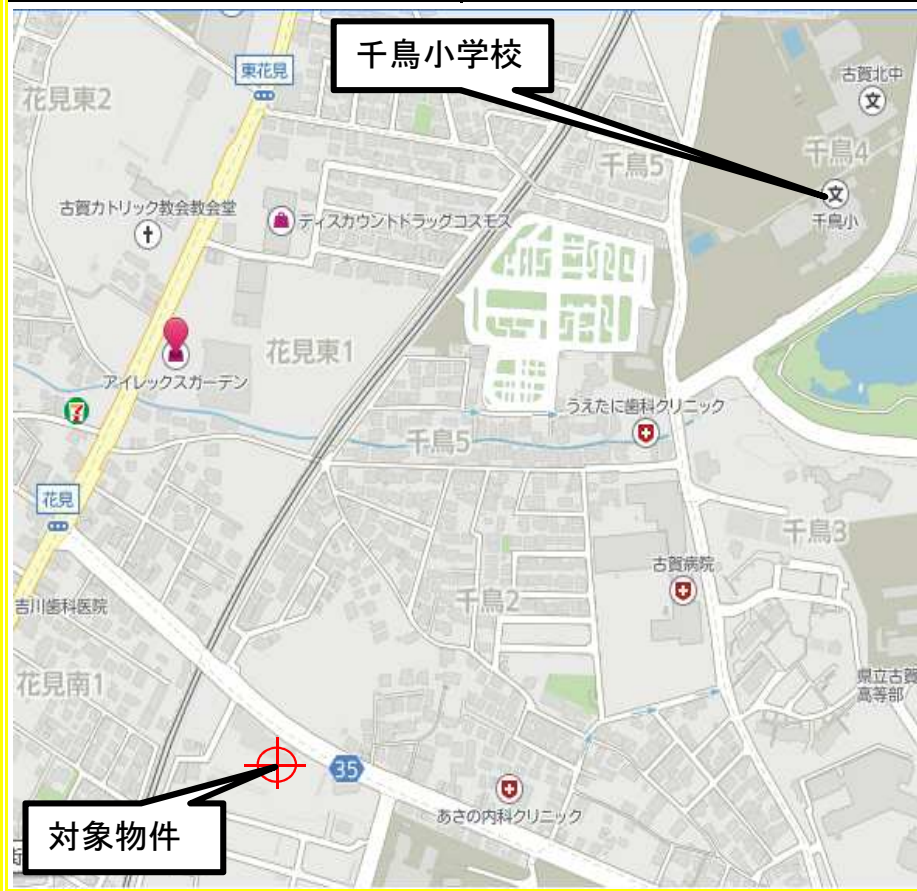 千鳥小学校
東花見
古賀北中
花見東2
千鳥5
千鳥4
千鳥小
古賀カトリック教会教会堂
ディスカウントドラッグコスモス
花見東1
アイレックスガーデン
うえたに歯科クリニック
千鳥5
花見
千鳥3
古賀病院
千鳥2
吉川歯科医院
花見南1
県立古賀
高等部
35
あさの内科クリニック
対象物件